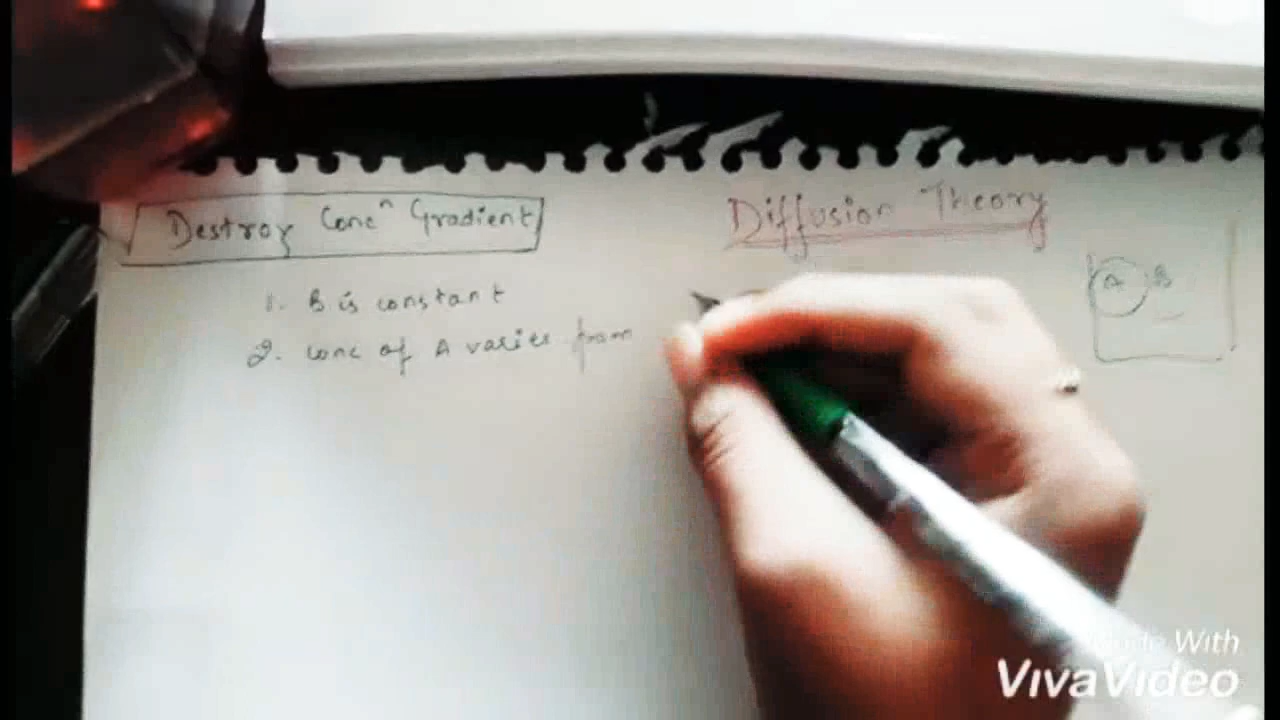 Destroy Concⁿ Gradient
Diffusion Theory
1. B is constant
2. conc of A varies from
A B
Made With
VivaVideo